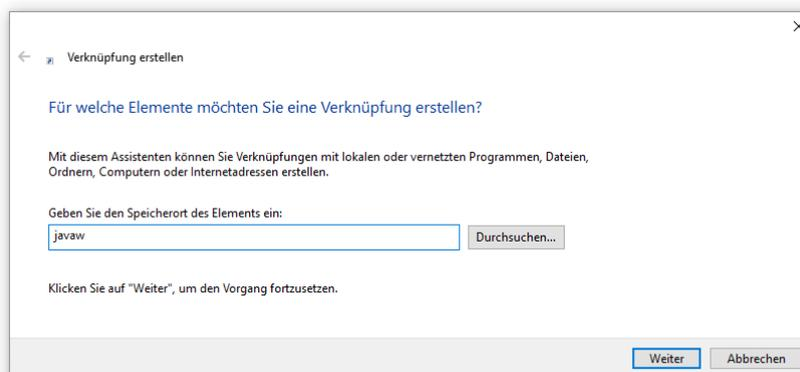 Verknüpfung erstellen
Für welche Elemente möchten Sie eine Verknüpfung erstellen?
Mit diesem Assistenten können Sie Verknüpfungen mit lokalen oder vernetzten Programmen, Dateien,
Ordnern, Computern oder Internetadressen erstellen.
Geben Sie den Speicherort des Elements ein:
javaw
Durchsuchen...
Klicken Sie auf "Weiter", um den Vorgang fortzusetzen.
Weiter
Abbrechen